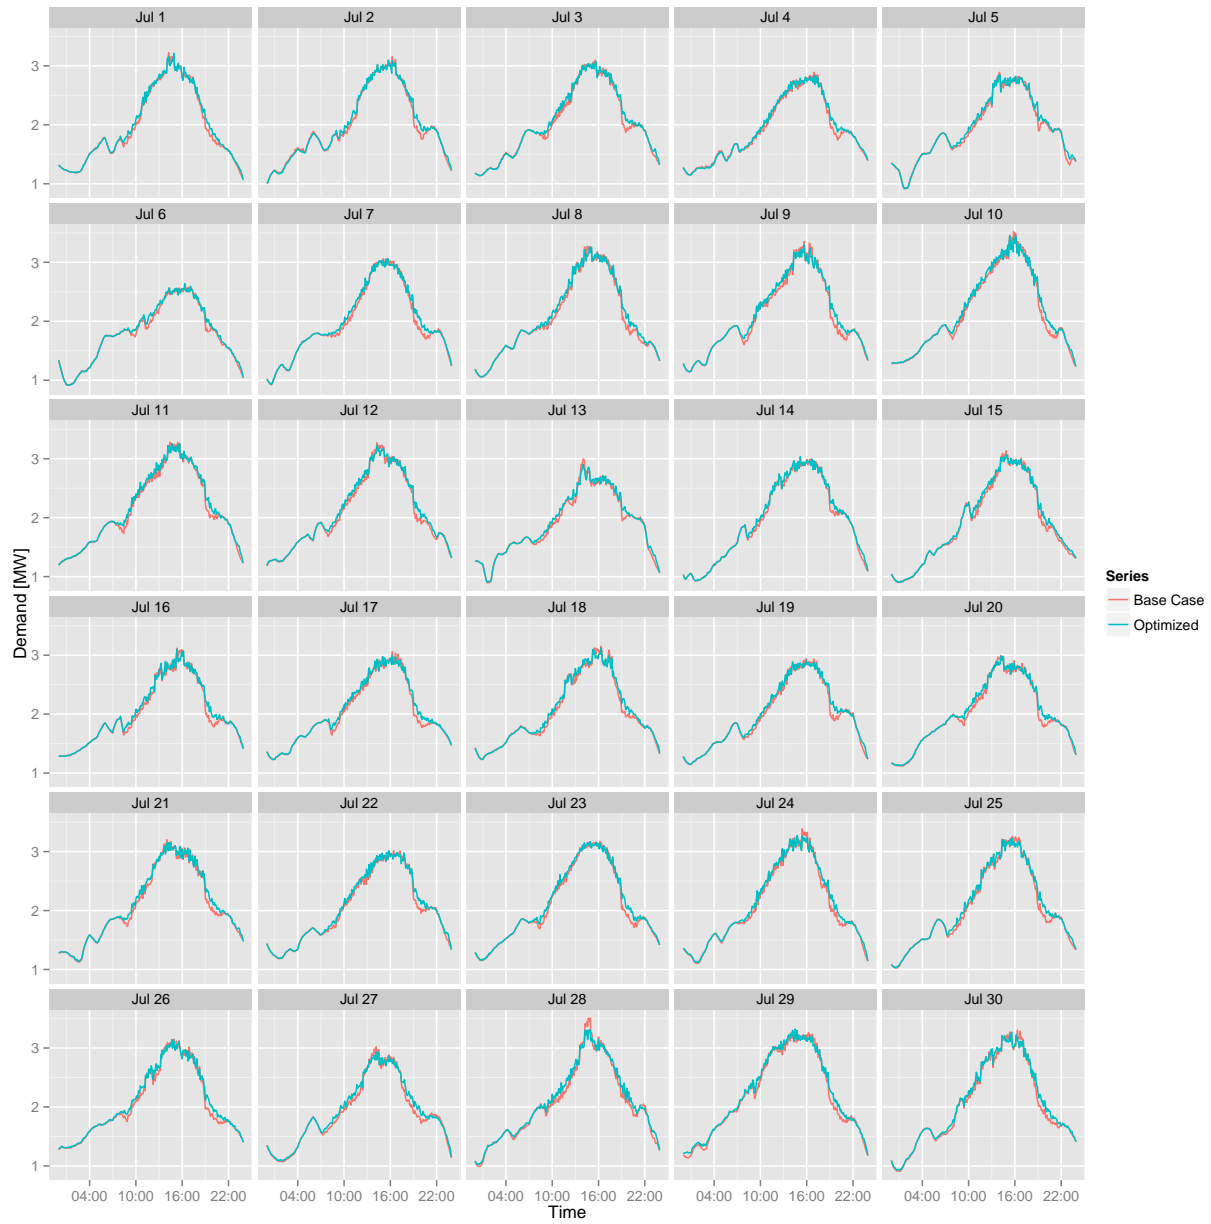 Jul 1 Jul 2 Jul 3 Jul 4 Jul 5
3
2
1
Jul 6 Jul 7 Jul 8 Jul 9 Jul 10
3
2
1
Jul 11 Jul 12 Jul 13 Jul 14 Jul 15
3
2
1
Demand [MW]
Series
Base Case
Optimized
Jul 16 Jul 17 Jul 18 Jul 19 Jul 20
3
2
1
Jul 21 Jul 22 Jul 23 Jul 24 Jul 25
3
2
1
Jul 26 Jul 27 Jul 28 Jul 29 Jul 30
3
2
1
04:00 10:00 16:00 22:00 04:00 10:00 16:00 22:00 04:00 10:00 16:00 22:00 04:00 10:00 16:00 22:00 04:00 10:00 16:00 22:00
Time